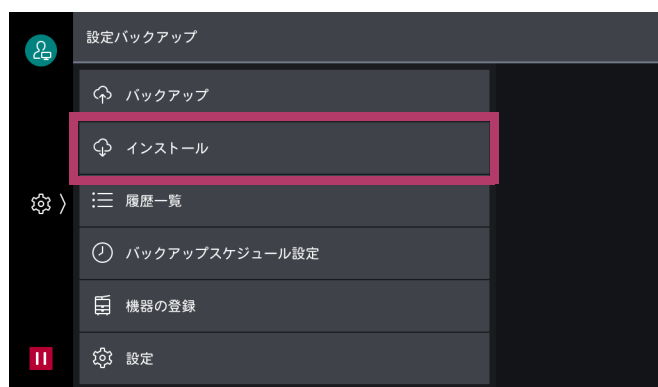 設定バックアップ
バックアップ
インストール
履歴一覧
バックアップスケジュール設定
機器の登録
設定